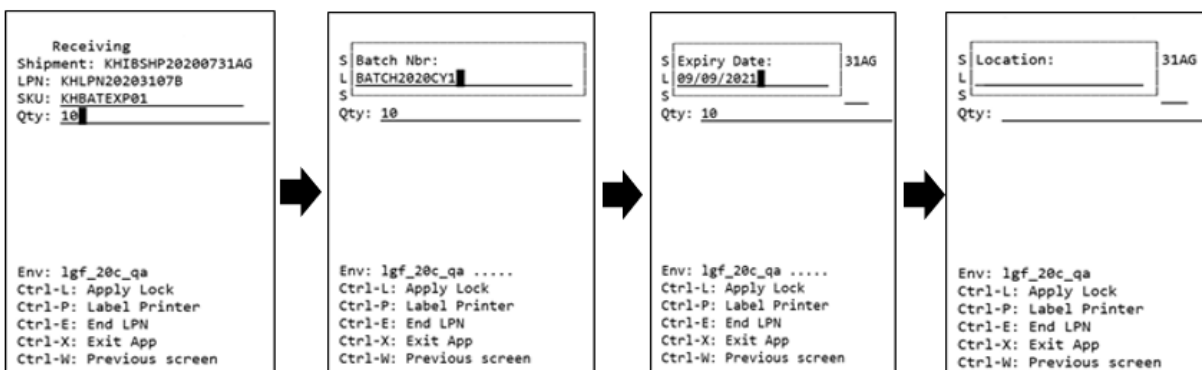 Receiving
Shipment: KHIBSHP20200731AG
LPN: KHLPN20203107B
SKU: KHBATEXP01
Qty: 10
Env: lgf_20c_qa
Ctrl-L: Apply Lock
Ctrl-P: Label Printer
Ctrl-E: End LPN
Ctrl-X: Exit App
Ctrl-W: Previous screen
S Batch Nbr:
L BATCH2020CY1
S
Qty: 10
Env: lgf_20c_qa .....
Ctrl-L: Apply Lock
Ctrl-P: Label Printer
Ctrl-E: End LPN
Ctrl-X: Exit App
Ctrl-W: Previous screen
S Expiry Date: 31AG
L 09/09/2021
S
Qty: 10
Env: lgf_20c_qa .....
Ctrl-L: Apply Lock
Ctrl-P: Label Printer
Ctrl-E: End LPN
Ctrl-X: Exit App
Ctrl-W: Previous screen
S Location: 31AG
L
S
Qty:
Env: lgf_20c_qa
Ctrl-L: Apply Lock
Ctrl-P: Label Printer
Ctrl-E: End LPN
Ctrl-X: Exit App
Ctrl-W: Previous screen